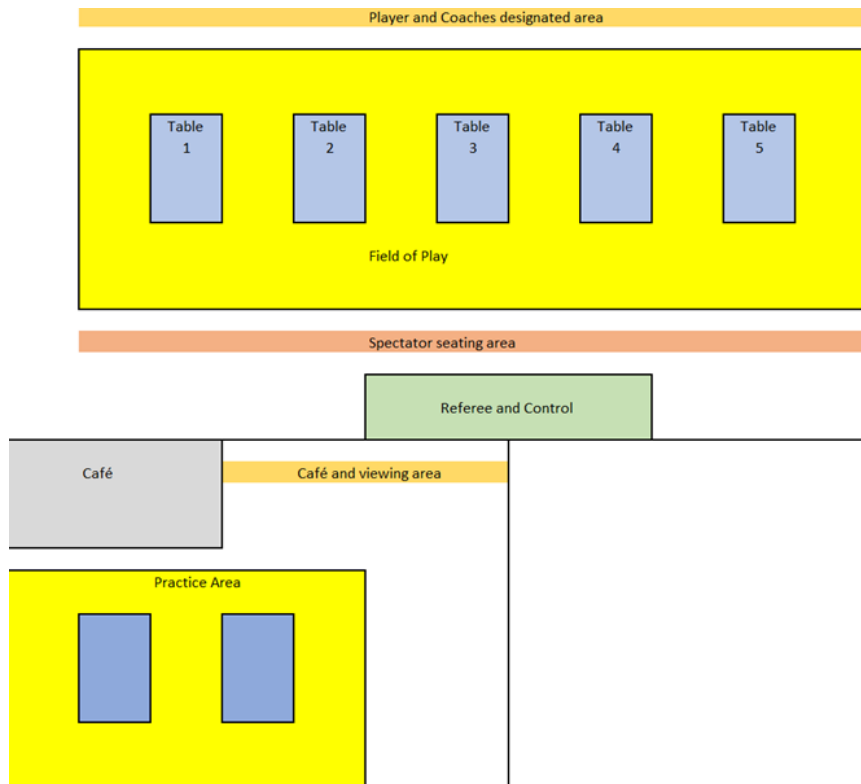 Player and Coaches designated area
Table
1
Table
2
Table
3
Table
4
Table
5
Field of Play
Spectator seating area
Referee and Control
Café
Café and viewing area
Practice Area